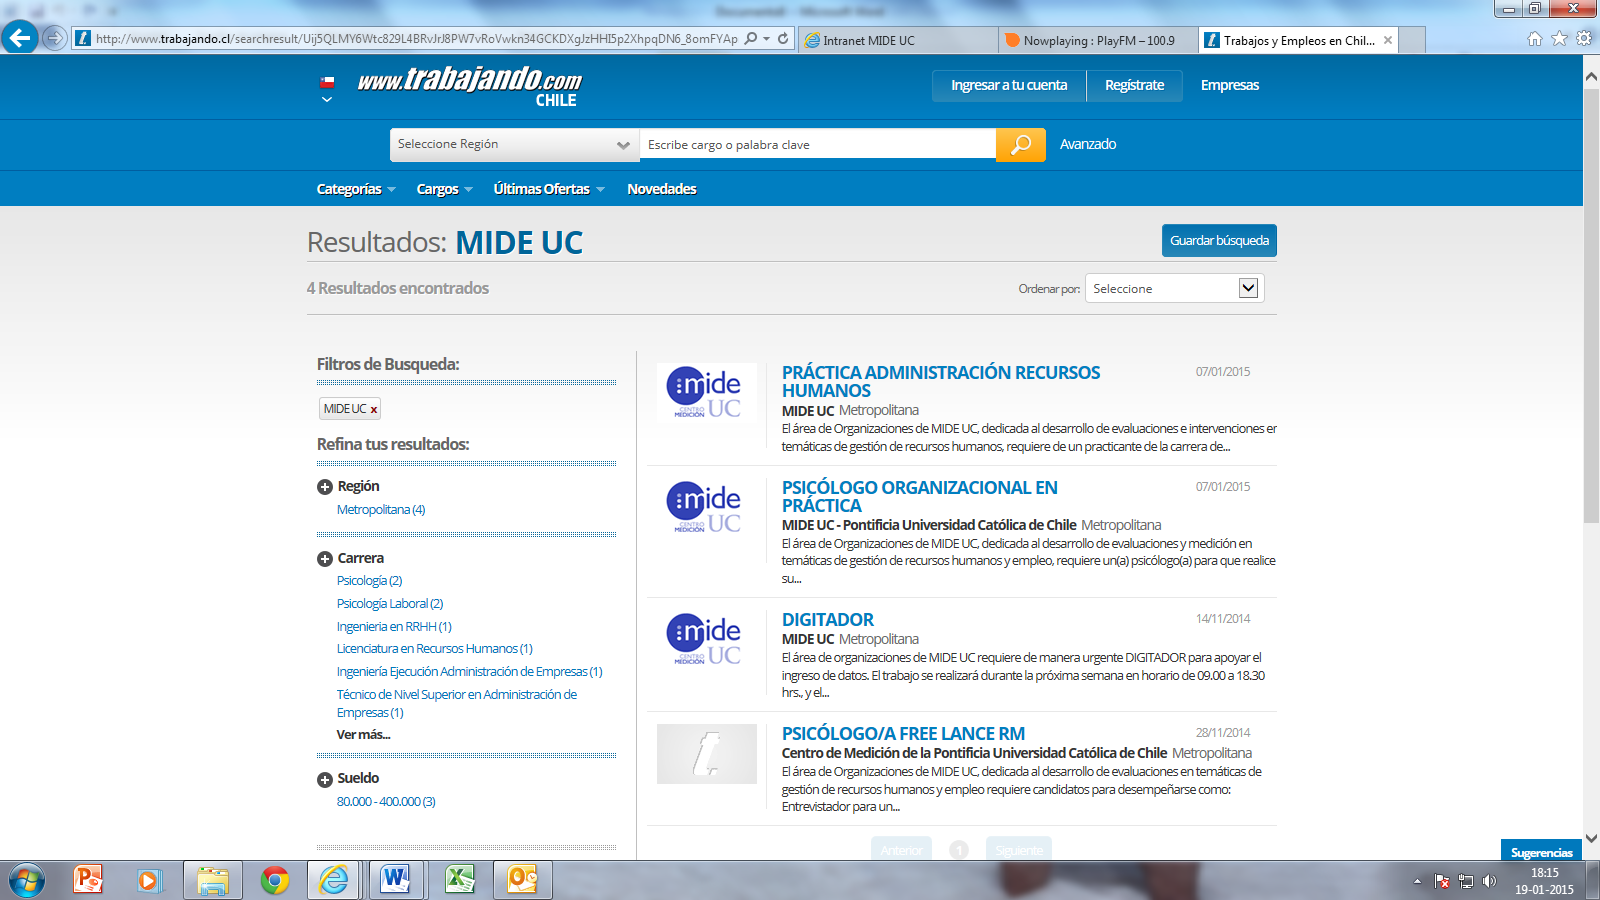 http://www.trabajando.cl/searchresult/Uij5QLMY6Wtc829L4BRvJrJ8PW7vRoVwkn34GCKDXgJzHHI5p2XhpqDN6_8omFYAp
Intranet MIDE UC
Nowplaying : PlayFM – 100.9
Trabajos y Empleos en Chil...
www.trabajando.com
CHILE
Ingresar a tu cuenta
Regístrate
Empresas
Seleccione Región
Escribe cargo o palabra clave
Avanzado
Categorías
Cargos
Últimas Ofertas
Novedades
Resultados: MIDE UC
Guardar búsqueda
4 Resultados encontrados
Ordenar por:
Seleccione
Filtros de Busqueda:
MIDE UC x
Refina tus resultados:
Región
Metropolitana (4)
Carrera
Psicología (2)
Psicología Laboral (2)
Ingenieria en RRHH (1)
Licenciatura en Recursos Humanos (1)
Ingeniería Ejecución Administración de Empresas (1)
Técnico de Nivel Superior en Administración de
Empresas (1)
Ver más...
Sueldo
80.000 - 400.000 (3)
:mide
CENTRO
MEDICIÓN UC
PRÁCTICA ADMINISTRACIÓN RECURSOS
HUMANOS
07/01/2015
MIDE UC Metropolitana
El área de Organizaciones de MIDE UC, dedicada al desarrollo de evaluaciones e intervenciones er
temáticas de gestión de recursos humanos, requiere de un practicante de la carrera de...
:mide
CENTRO
MEDICIÓN UC
PSICÓLOGO ORGANIZACIONAL EN
PRÁCTICA
07/01/2015
MIDE UC - Pontificia Universidad Católica de Chile Metropolitana
El área de Organizaciones de MIDE UC, dedicada al desarrollo de evaluaciones y medición en
temáticas de gestión de recursos humanos y empleo, requiere un(a) psicólogo(a) para que realice
su...
:mide
CENTRO
MEDICIÓN UC
DIGITADOR
14/11/2014
MIDE UC Metropolitana
El área de organizaciones de MIDE UC requiere de manera urgente DIGITADOR para apoyar el
ingreso de datos. El trabajo se realizará durante la próxima semana en horario de 09.00 a 18.30
hrs., y el...
t.
PSICÓLOGO/A FREE LANCE RM
28/11/2014
Centro de Medición de la Pontificia Universidad Católica de Chile Metropolitana
El área de Organizaciones de MIDE UC, dedicada al desarrollo de evaluaciones en temáticas de
gestión de recursos humanos y empleo requiere candidatos para desempeñarse como:
Entrevistador para un...
Anterior
1
Siguiente
Sugerencias
18:15
19-01-2015